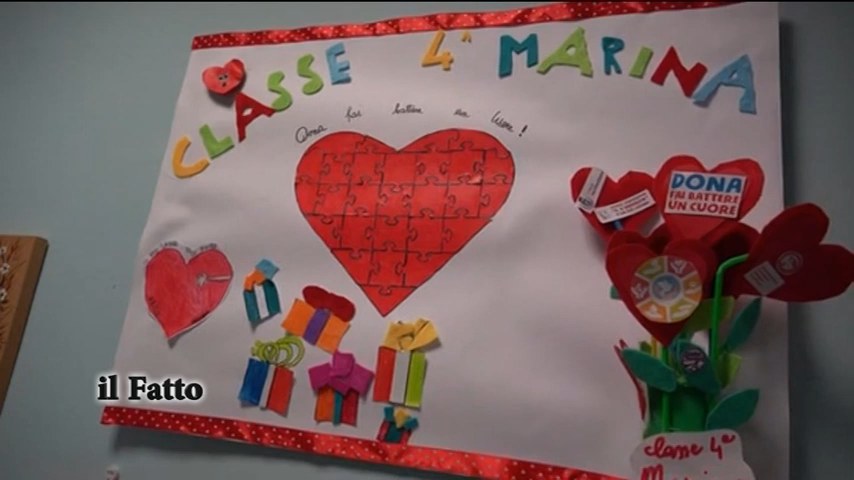 CLASSE 4ª MARINA
Dona fai battere un cuore!
DONA
FAI BATTERE
UN CUORE
il Fatto
classe 4ª